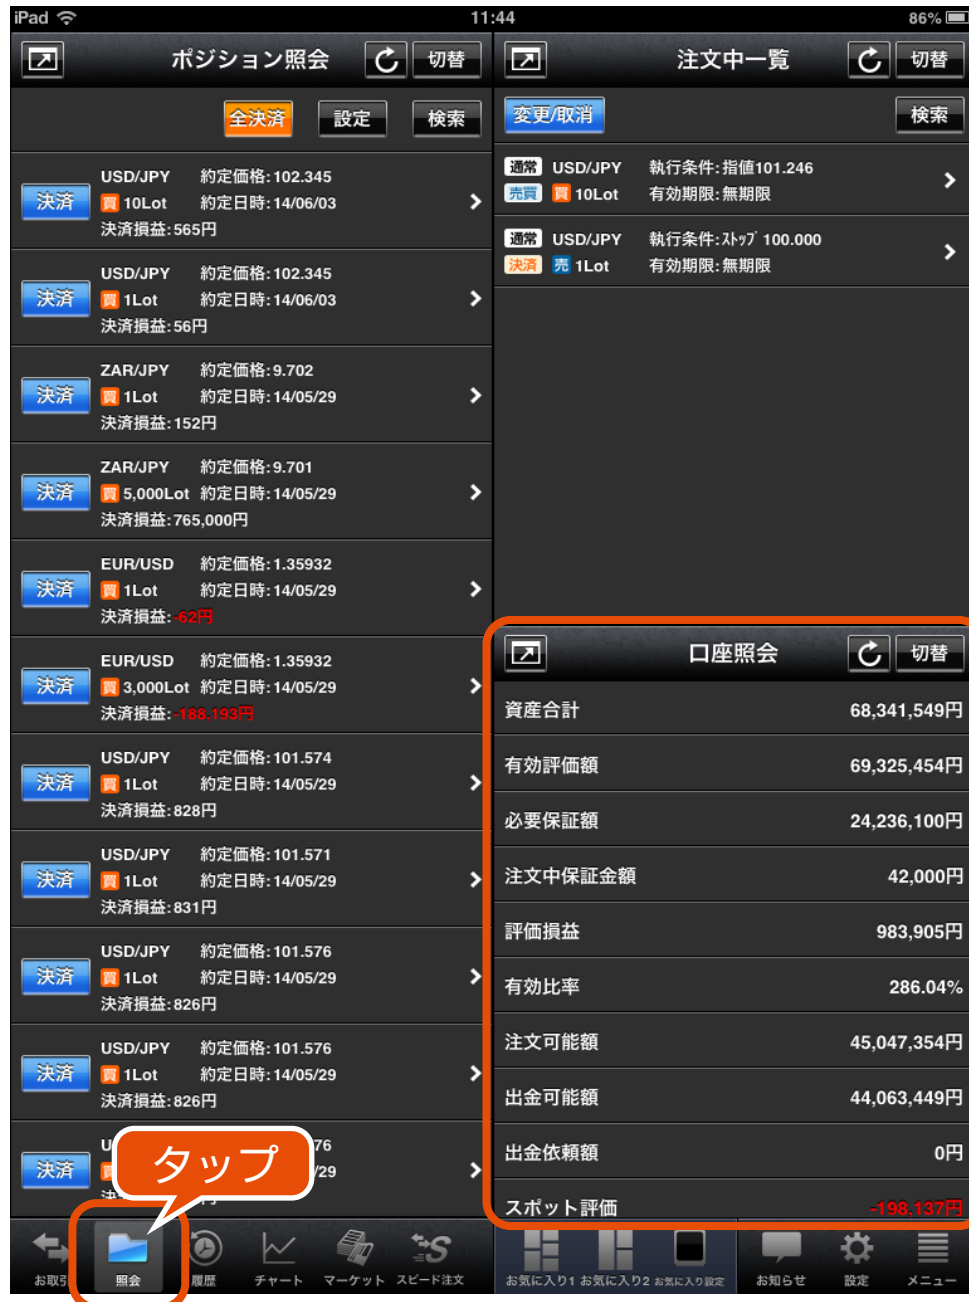 iPad 11:44 86%
ポジション照会 切替
全決済 設定 検索
決済
USD/JPY 約定価格:102.345
買 10Lot 約定日時:14/06/03
決済損益:565円
決済
USD/JPY 約定価格:102.345
買 1Lot 約定日時:14/06/03
決済損益:56円
決済
ZAR/JPY 約定価格:9.702
買 1Lot 約定日時:14/05/29
決済損益:152円
決済
ZAR/JPY 約定価格:9.701
買 5,000Lot 約定日時:14/05/29
決済損益:765,000円
決済
EUR/USD 約定価格:1.35932
買 1Lot 約定日時:14/05/29
決済損益:-62円
決済
EUR/USD 約定価格:1.35932
買 3,000Lot 約定日時:14/05/29
決済損益:-188,193円
決済
USD/JPY 約定価格:101.574
買 1Lot 約定日時:14/05/29
決済損益:828円
決済
USD/JPY 約定価格:101.571
買 1Lot 約定日時:14/05/29
決済損益:831円
決済
USD/JPY 約定価格:101.576
買 1Lot 約定日時:14/05/29
決済損益:826円
決済
USD/JPY 約定価格:101.576
買 1Lot 約定日時:14/05/29
決済損益:826円
決済
タップ
注文中一覧 切替
変更/取消 検索
通常 USD/JPY 執行条件:指値101.246
売買 買 10Lot 有効期限:無期限
通常 USD/JPY 執行条件:ｽﾄｯﾌﾟ 100.000
決済 売 1Lot 有効期限:無期限
口座照会 切替
資産合計 68,341,549円
有効評価額 69,325,454円
必要保証額 24,236,100円
注文中保証金額 42,000円
評価損益 983,905円
有効比率 286.04%
注文可能額 45,047,354円
出金可能額 44,063,449円
出金依頼額 0円
スポット評価 -198,137円
お取引 照会 履歴 チャート マーケット スピード注文 お気に入り1 お気に入り2 お気に入り設定 お知らせ 設定 メニュー